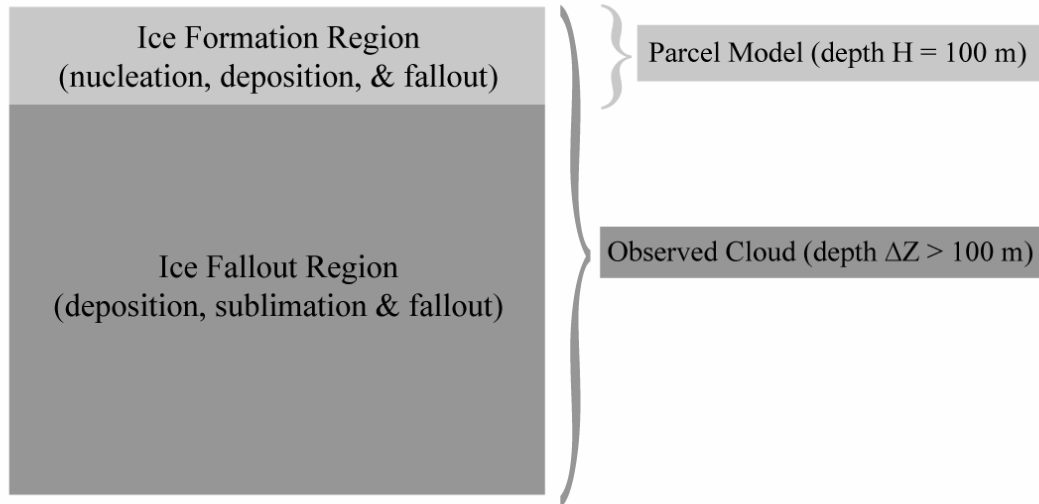 Ice Formation Region
(nucleation, deposition, & fallout)
Parcel Model (depth H = 100 m)
Ice Fallout Region
(deposition, sublimation & fallout)
Observed Cloud (depth ΔZ > 100 m)